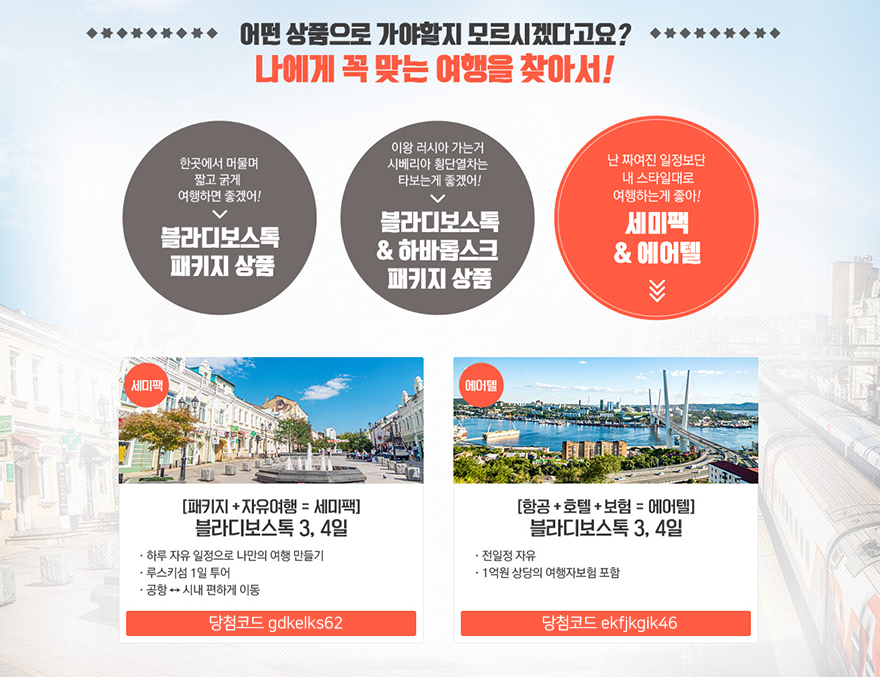 어떤 상품으로 가야할지 모르시겠다고요?
나에게 꼭 맞는 여행을 찾아서!
한곳에서 머물며
짧고 굵게
여행하면 좋겠어!
블라디보스톡
패키지 상품
이왕 러시아 가는거
시베리아 횡단열차는
타보는게 좋겠어!
블라디보스톡
& 하바롭스크
패키지 상품
난 짜여진 일정보단
내 스타일대로
여행하는게 좋아!
세미팩
& 에어텔
세미팩
[패키지 + 자유여행 = 세미팩]
블라디보스톡 3, 4일
· 하루 자유 일정으로 나만의 여행 만들기
· 루스키섬 1일 투어
· 공항 ↔ 시내 편하게 이동
당첨코드 gdkelks62
에어텔
[항공 + 호텔 + 보험 = 에어텔]
블라디보스톡 3, 4일
· 전일정 자유
· 1억원 상당의 여행자보험 포함
당첨코드 ekfjkgik46